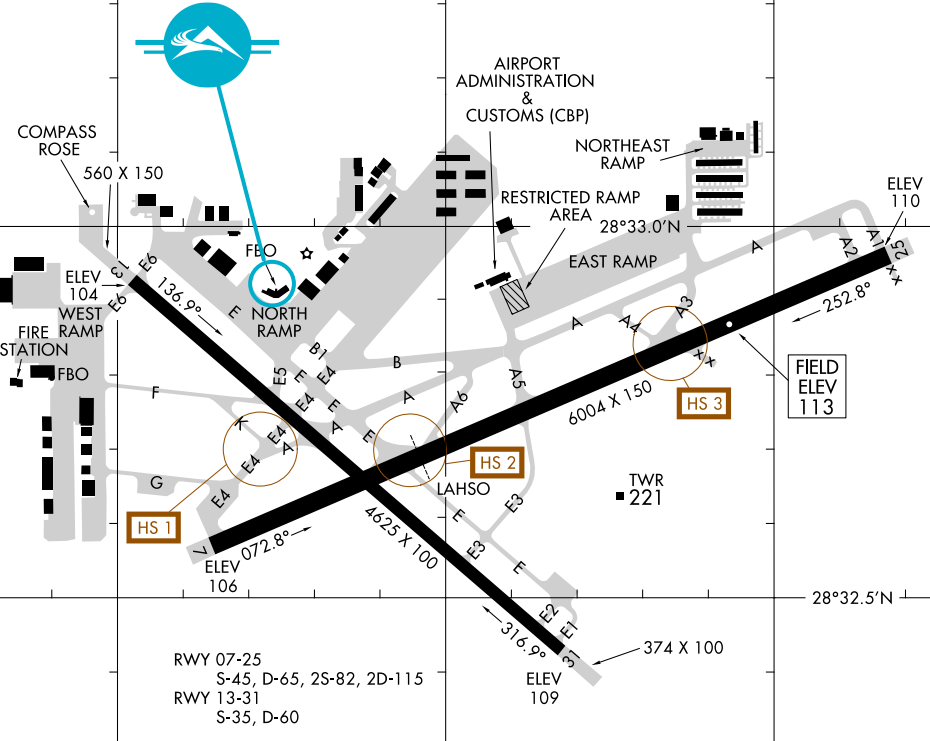 AIRPORT
ADMINISTRATION
&
CUSTOMS (CBP)
COMPASS
ROSE
NORTHEAST
RAMP
560 X 150
RESTRICTED RAMP
AREA
ELEV
110
28°33.0'N
A
A2
A1
25
X X
FBO
EAST RAMP
E6
13
ELEV
104
E6
136.9°
E
NORTH
RAMP
252.8°
WEST
RAMP
FIRE
STATION
FBO
A
A4
A3
X X
B1
B
E5
E
E4
A5
FIELD
ELEV
113
F
E4
E
A
A6
6004 X 150
HS 3
K
E4
A
A
E
E4
HS 2
G
E4
LAHSO
TWR
221
HS 1
E
E3
7
072.8°
4625 X 100
E3
E
ELEV
106
28°32.5'N
E2
E1
316.9°
31
374 X 100
RWY 07-25
S-45, D-65, 2S-82, 2D-115
RWY 13-31
S-35, D-60
ELEV
109